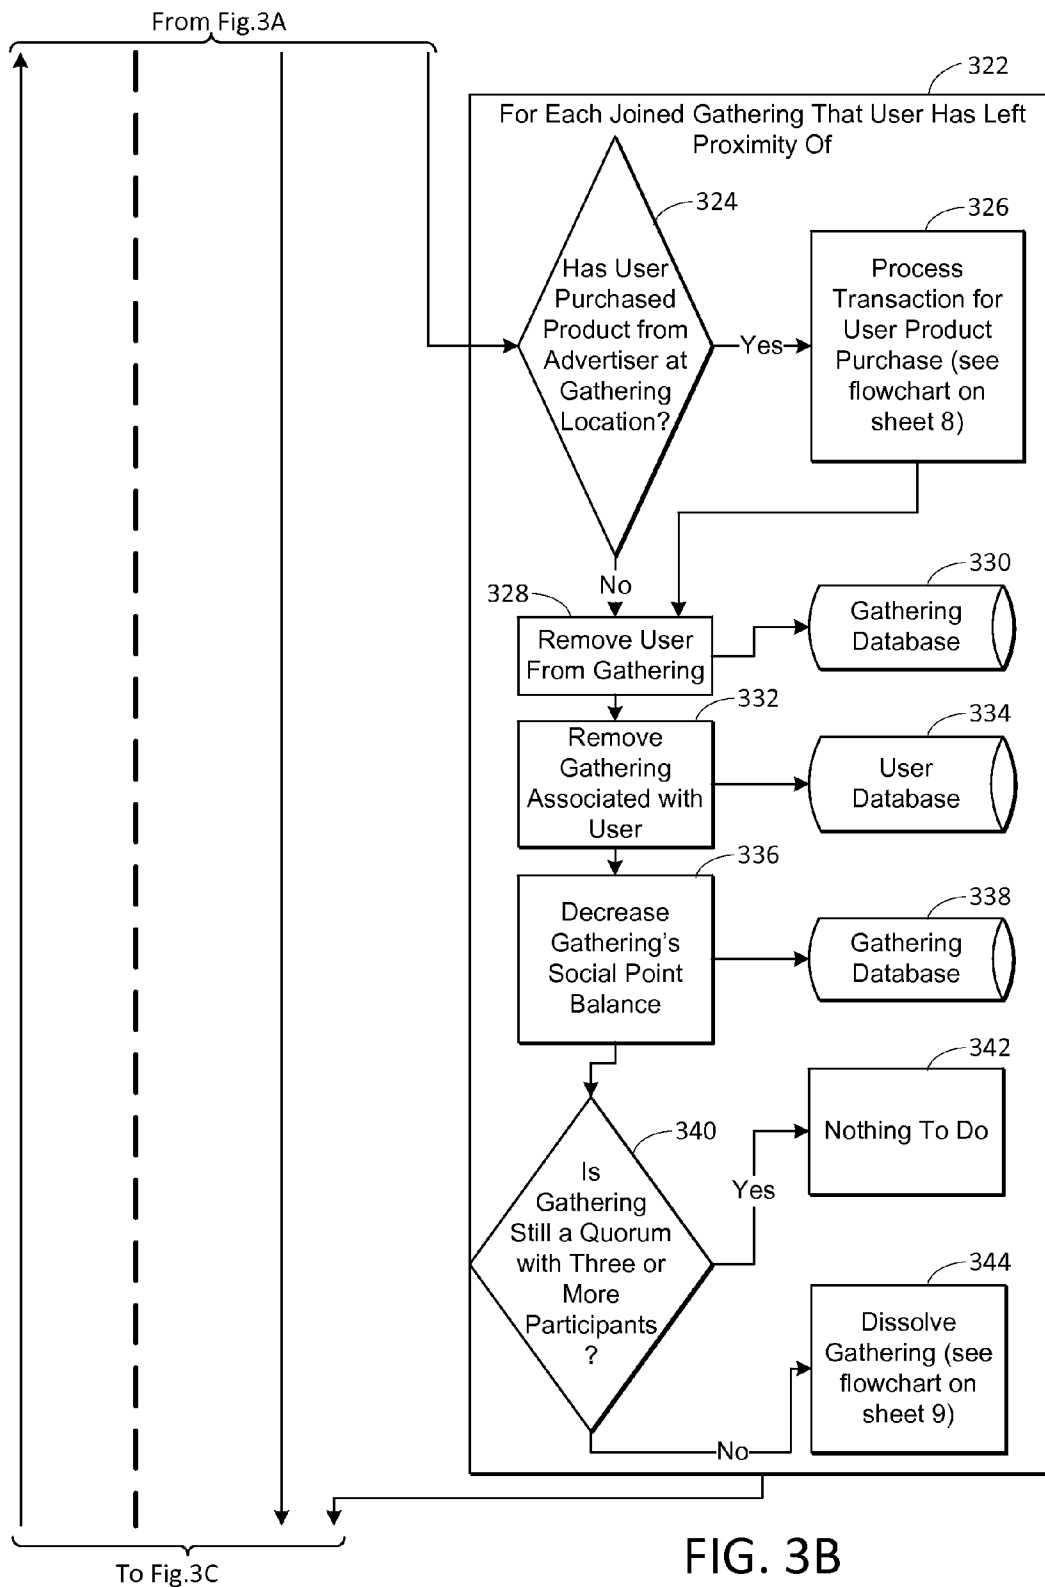 From Fig.3A
322
For Each Joined Gathering That User Has Left
Proximity Of
324
Has User
Purchased
Product from
Advertiser at
Gathering
Location?
Yes
326
Process
Transaction for
User Product
Purchase (see
flowchart on
sheet 8)
No
328
Remove User
From Gathering
330
Gathering
Database
332
Remove
Gathering
Associated with
User
334
User
Database
336
Decrease
Gathering's
Social Point
Balance
338
Gathering
Database
340
Is
Gathering
Still a Quorum
with Three or
More
Participants
?
Yes
342
Nothing To Do
No
344
Dissolve
Gathering (see
flowchart on
sheet 9)
To Fig.3C
FIG. 3B